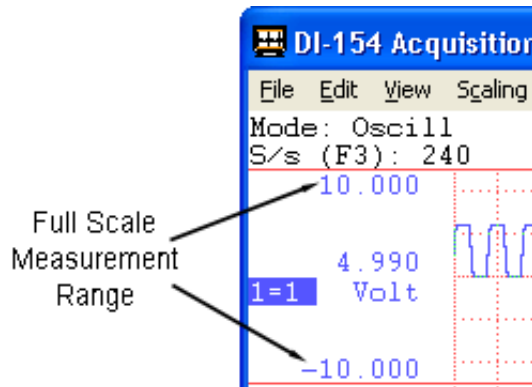 DI-154 Acquisition
File Edit View Scaling
Mode: Oscill
S/s (F3): 240
10.000
Full Scale
Measurement
Range
4.990
1=1 Volt
-10.000